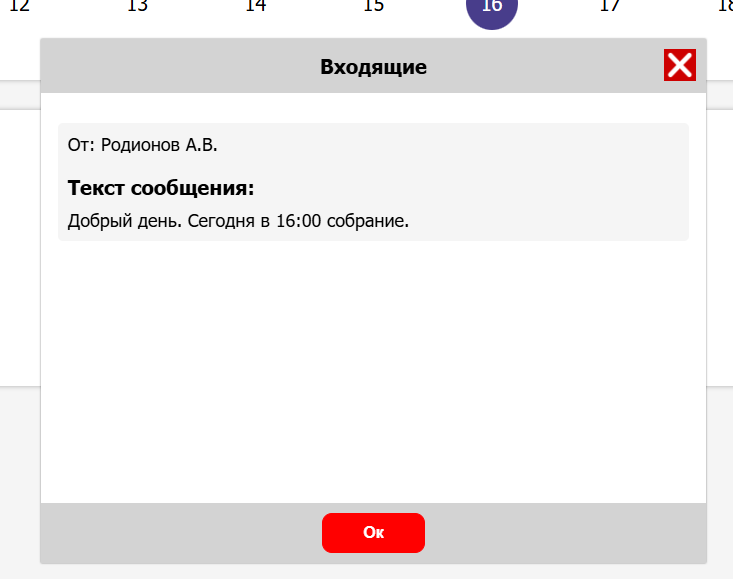 12 13 14 15 16 17 18
Входящие
От: Родионов А.В.
Текст сообщения:
Добрый день. Сегодня в 16:00 собрание.
Ок